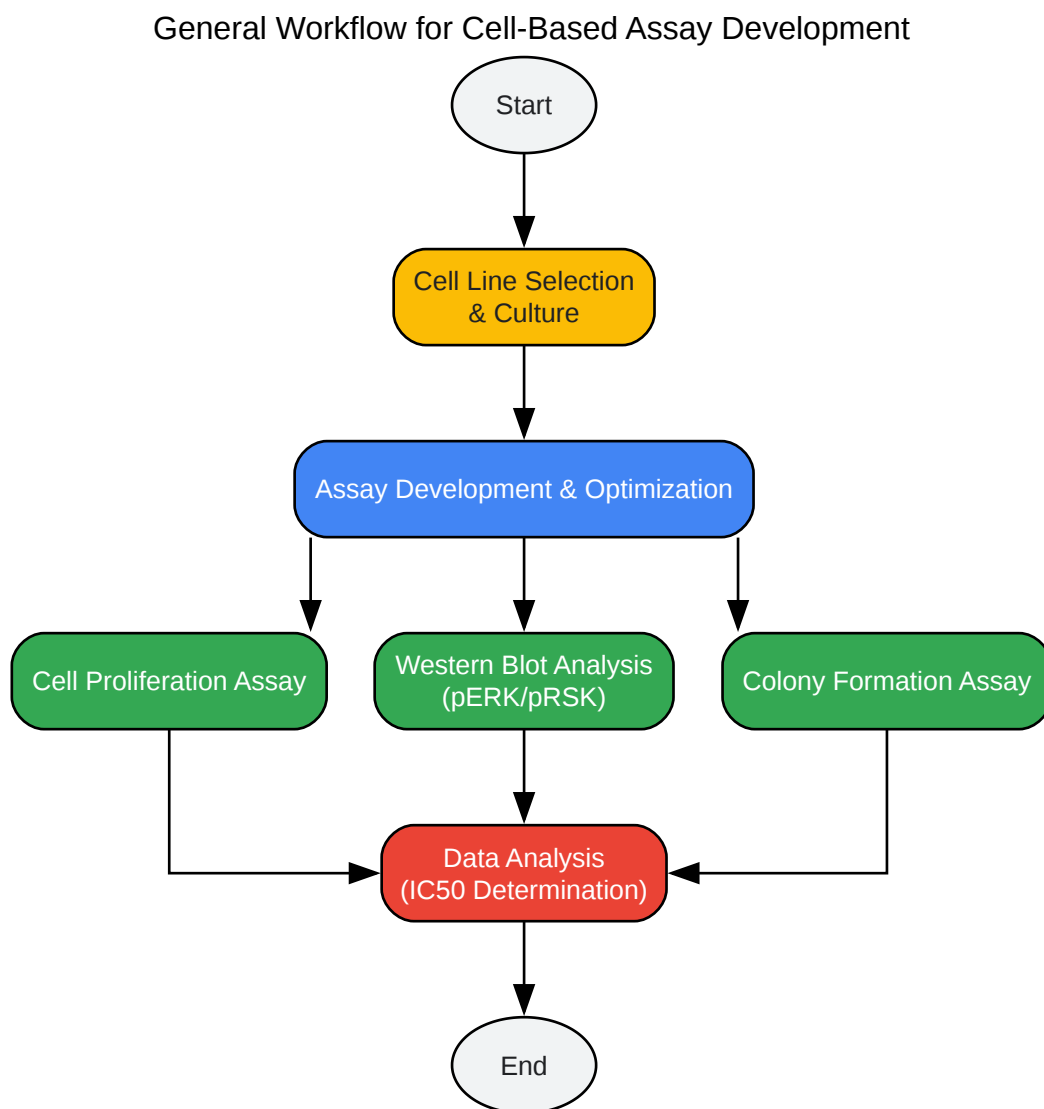 General Workflow for Cell-Based Assay Development
Start
Cell Line Selection
& Culture
Assay Development & Optimization
Cell Proliferation Assay
Western Blot Analysis
(pERK/pRSK)
Colony Formation Assay
Data Analysis
(IC50 Determination)
End